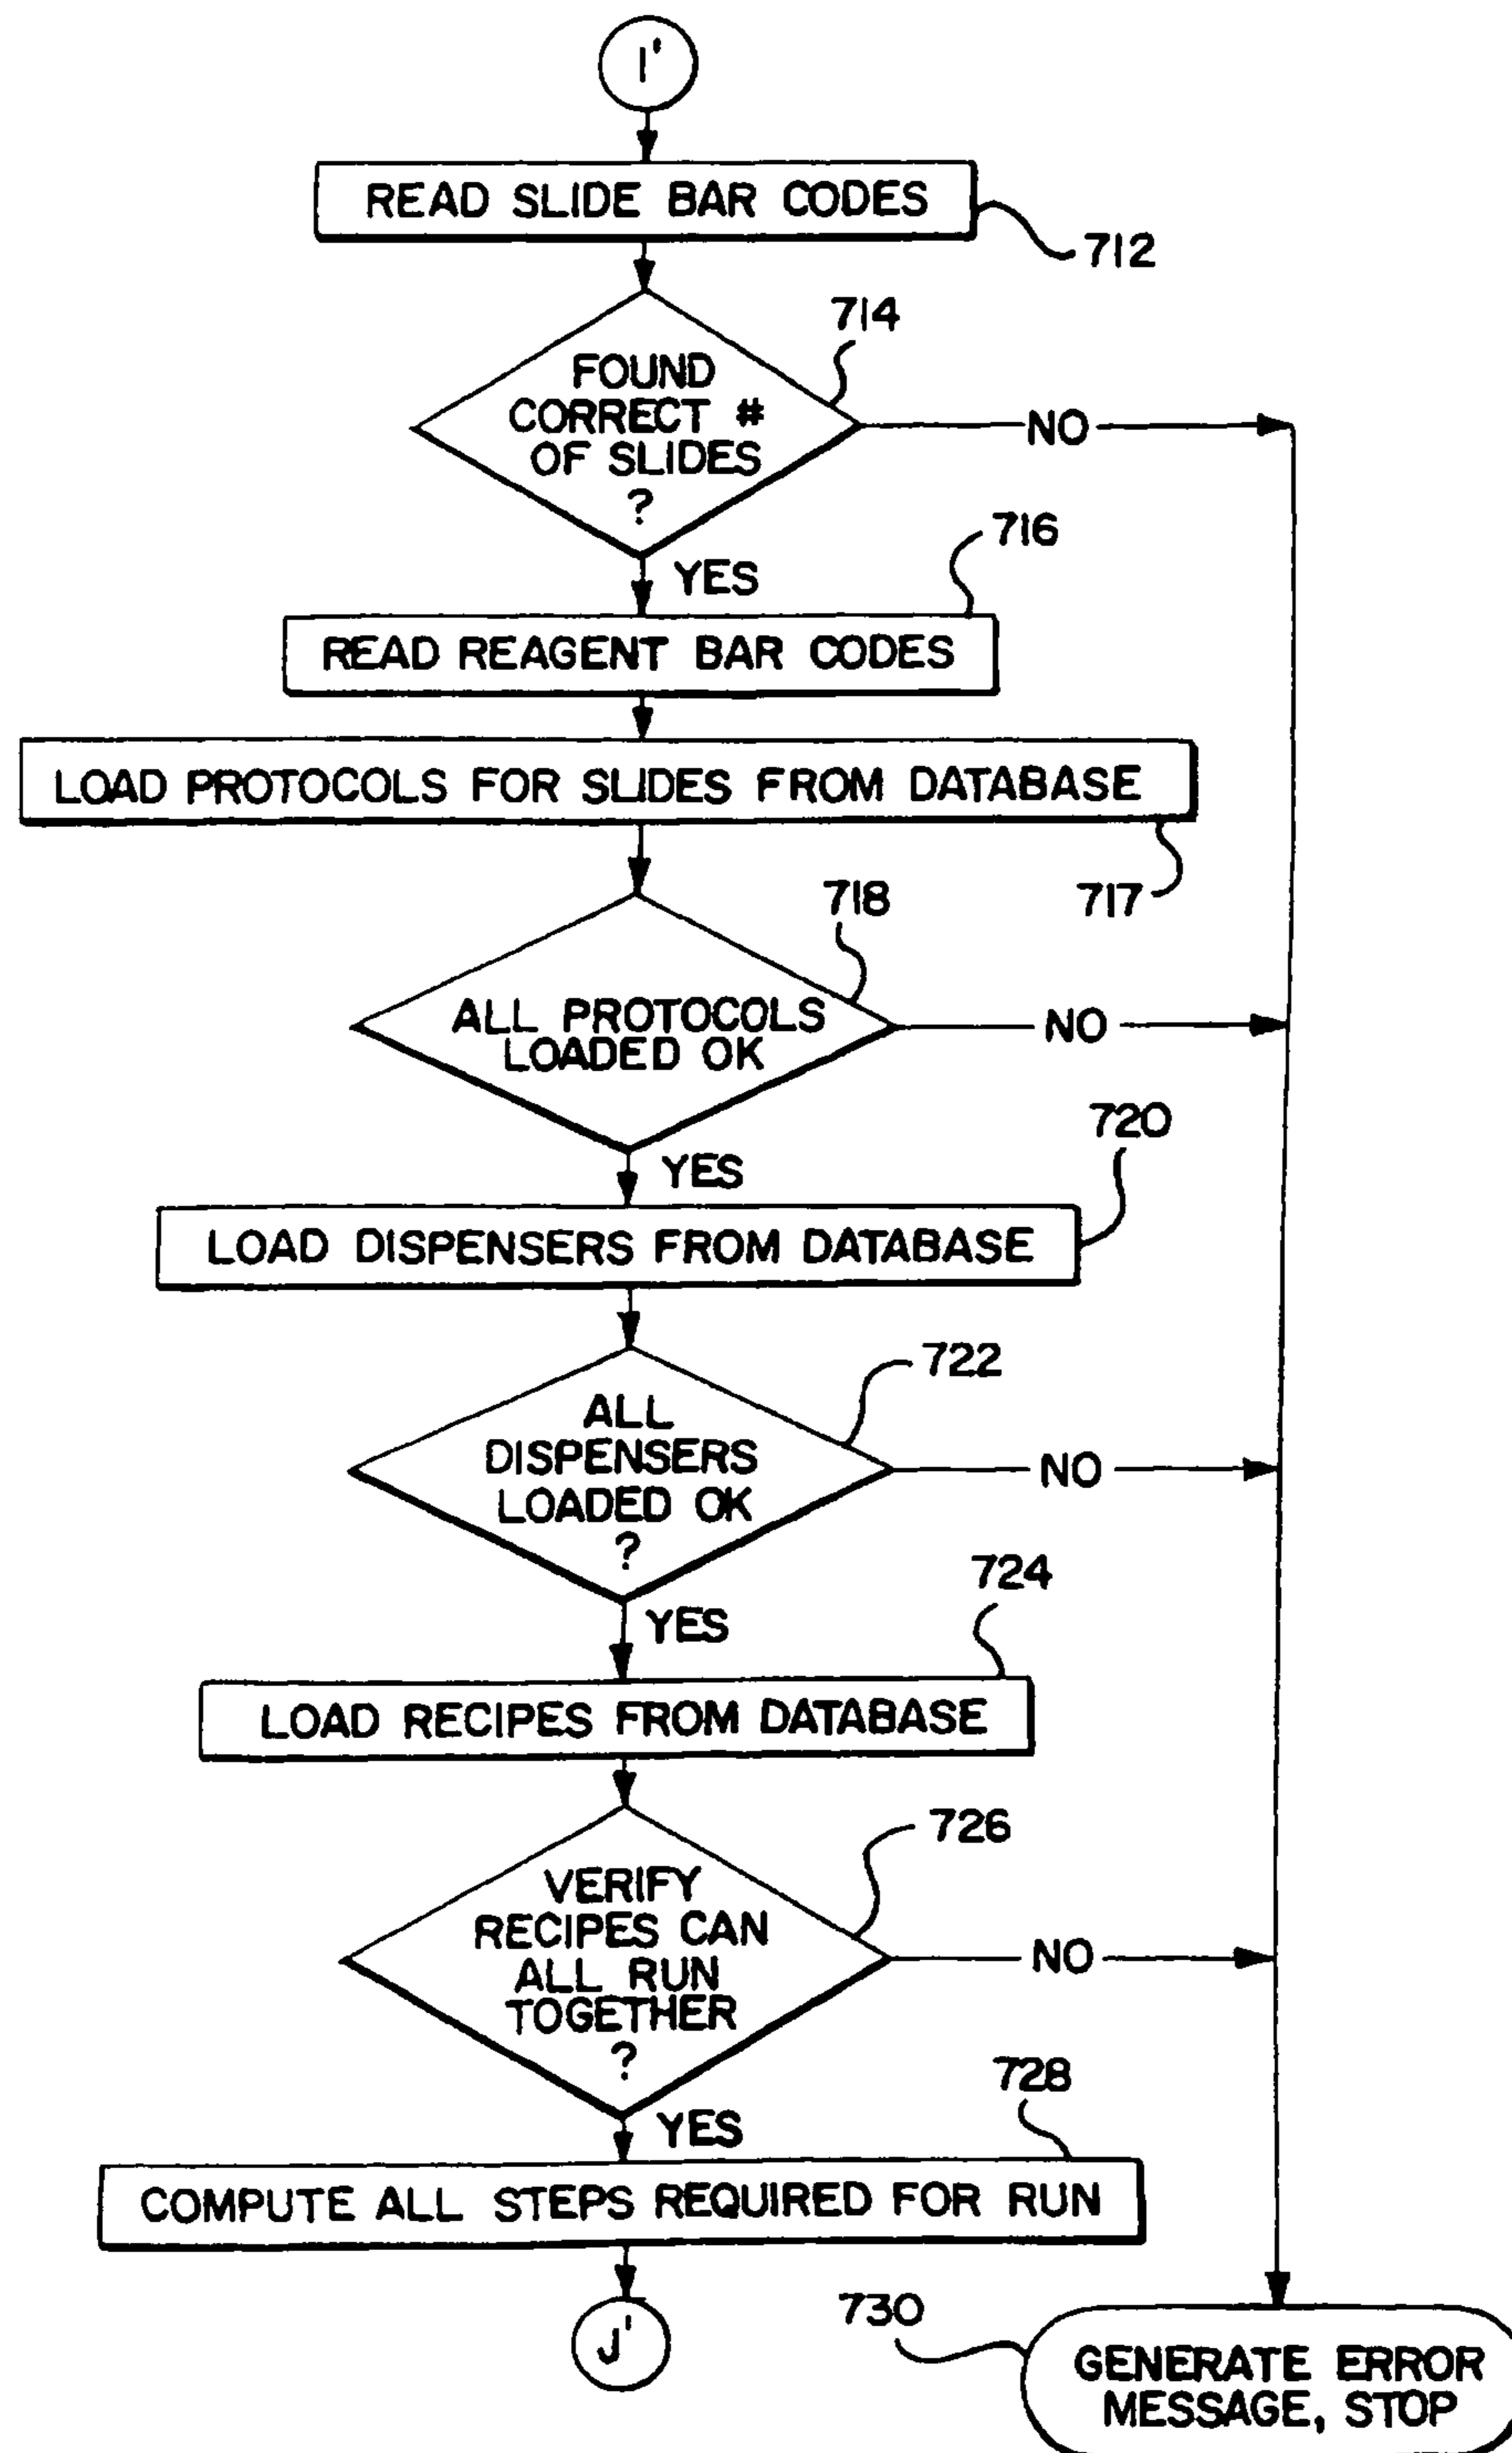 I'
READ SLIDE BAR CODES
712
714
FOUND
CORRECT #
OF SLIDES
?
NO
YES
716
READ REAGENT BAR CODES
LOAD PROTOCOLS FOR SLIDES FROM DATABASE
717
718
ALL PROTOCOLS
LOADED OK
NO
YES
720
LOAD DISPENSERS FROM DATABASE
722
ALL
DISPENSERS
LOADED OK
?
NO
YES
724
LOAD RECIPES FROM DATABASE
726
VERIFY
RECIPES CAN
ALL RUN
TOGETHER
?
NO
YES
728
COMPUTE ALL STEPS REQUIRED FOR RUN
J'
730
GENERATE ERROR
MESSAGE, STOP